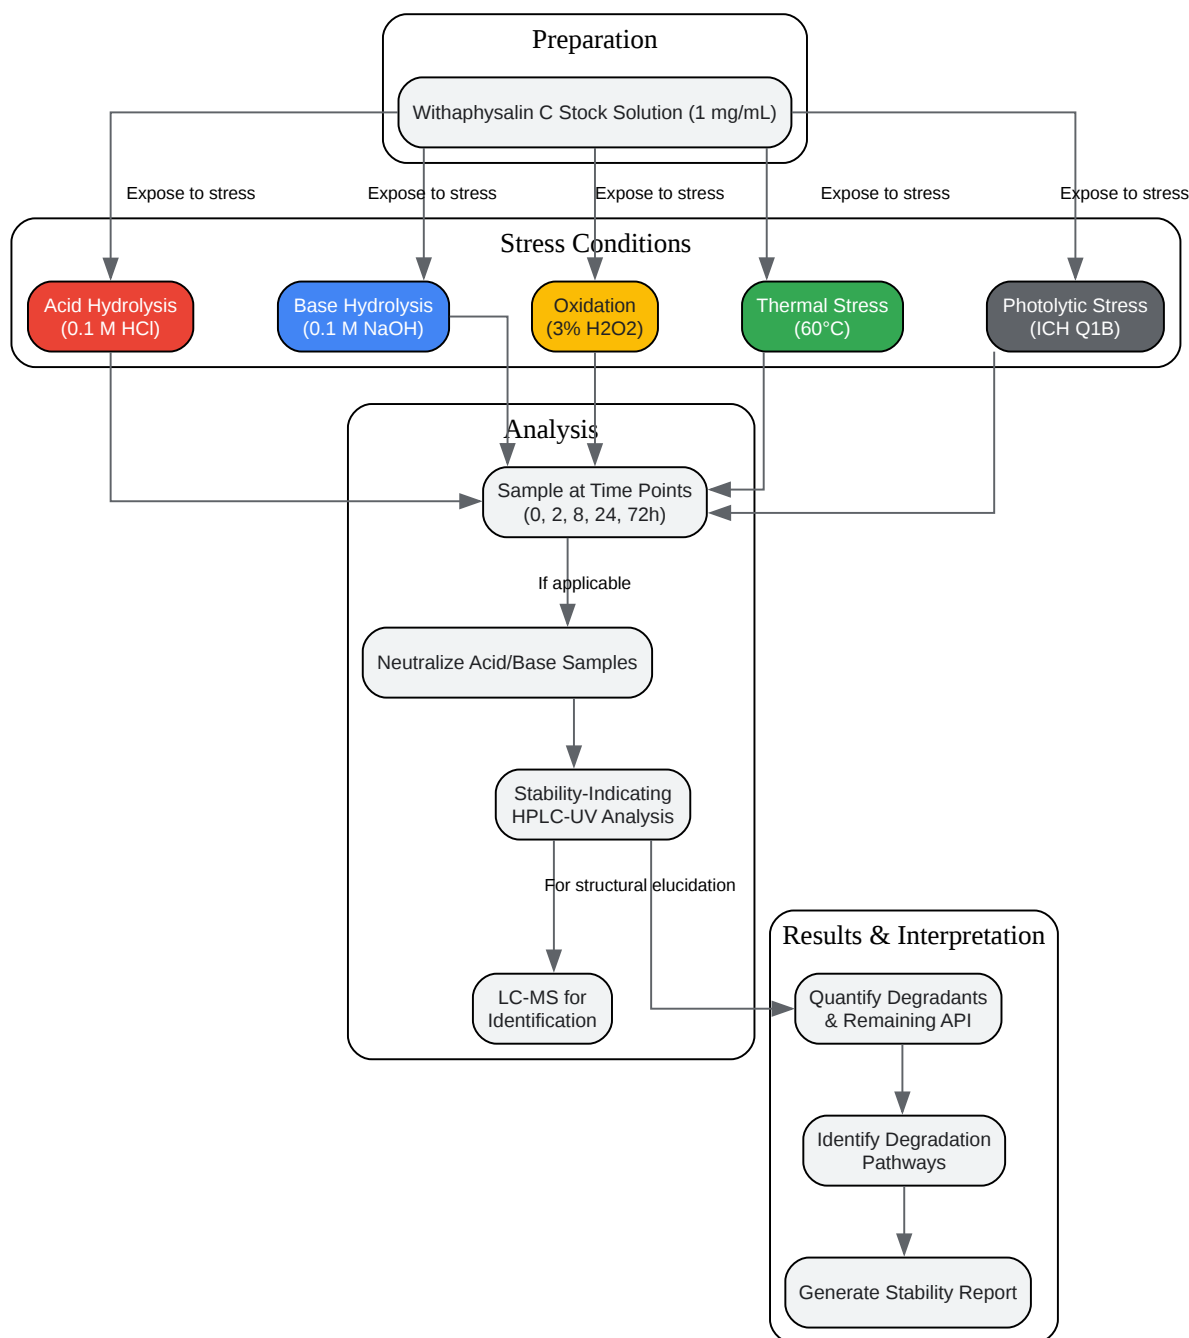 Preparation
Withaphysalin C Stock Solution (1 mg/mL)
Expose to stress
Expose to stress
Expose to stress
Expose to stress
Expose to stress
Stress Conditions
Acid Hydrolysis
(0.1 M HCl)
Base Hydrolysis
(0.1 M NaOH)
Oxidation
(3% H2O2)
Thermal Stress
(60°C)
Photolytic Stress
(ICH Q1B)
Analysis
Sample at Time Points
(0, 2, 8, 24, 72h)
If applicable
Neutralize Acid/Base Samples
Stability-Indicating
HPLC-UV Analysis
For structural elucidation
LC-MS for
Identification
Results & Interpretation
Quantify Degradants
& Remaining API
Identify Degradation
Pathways
Generate Stability Report